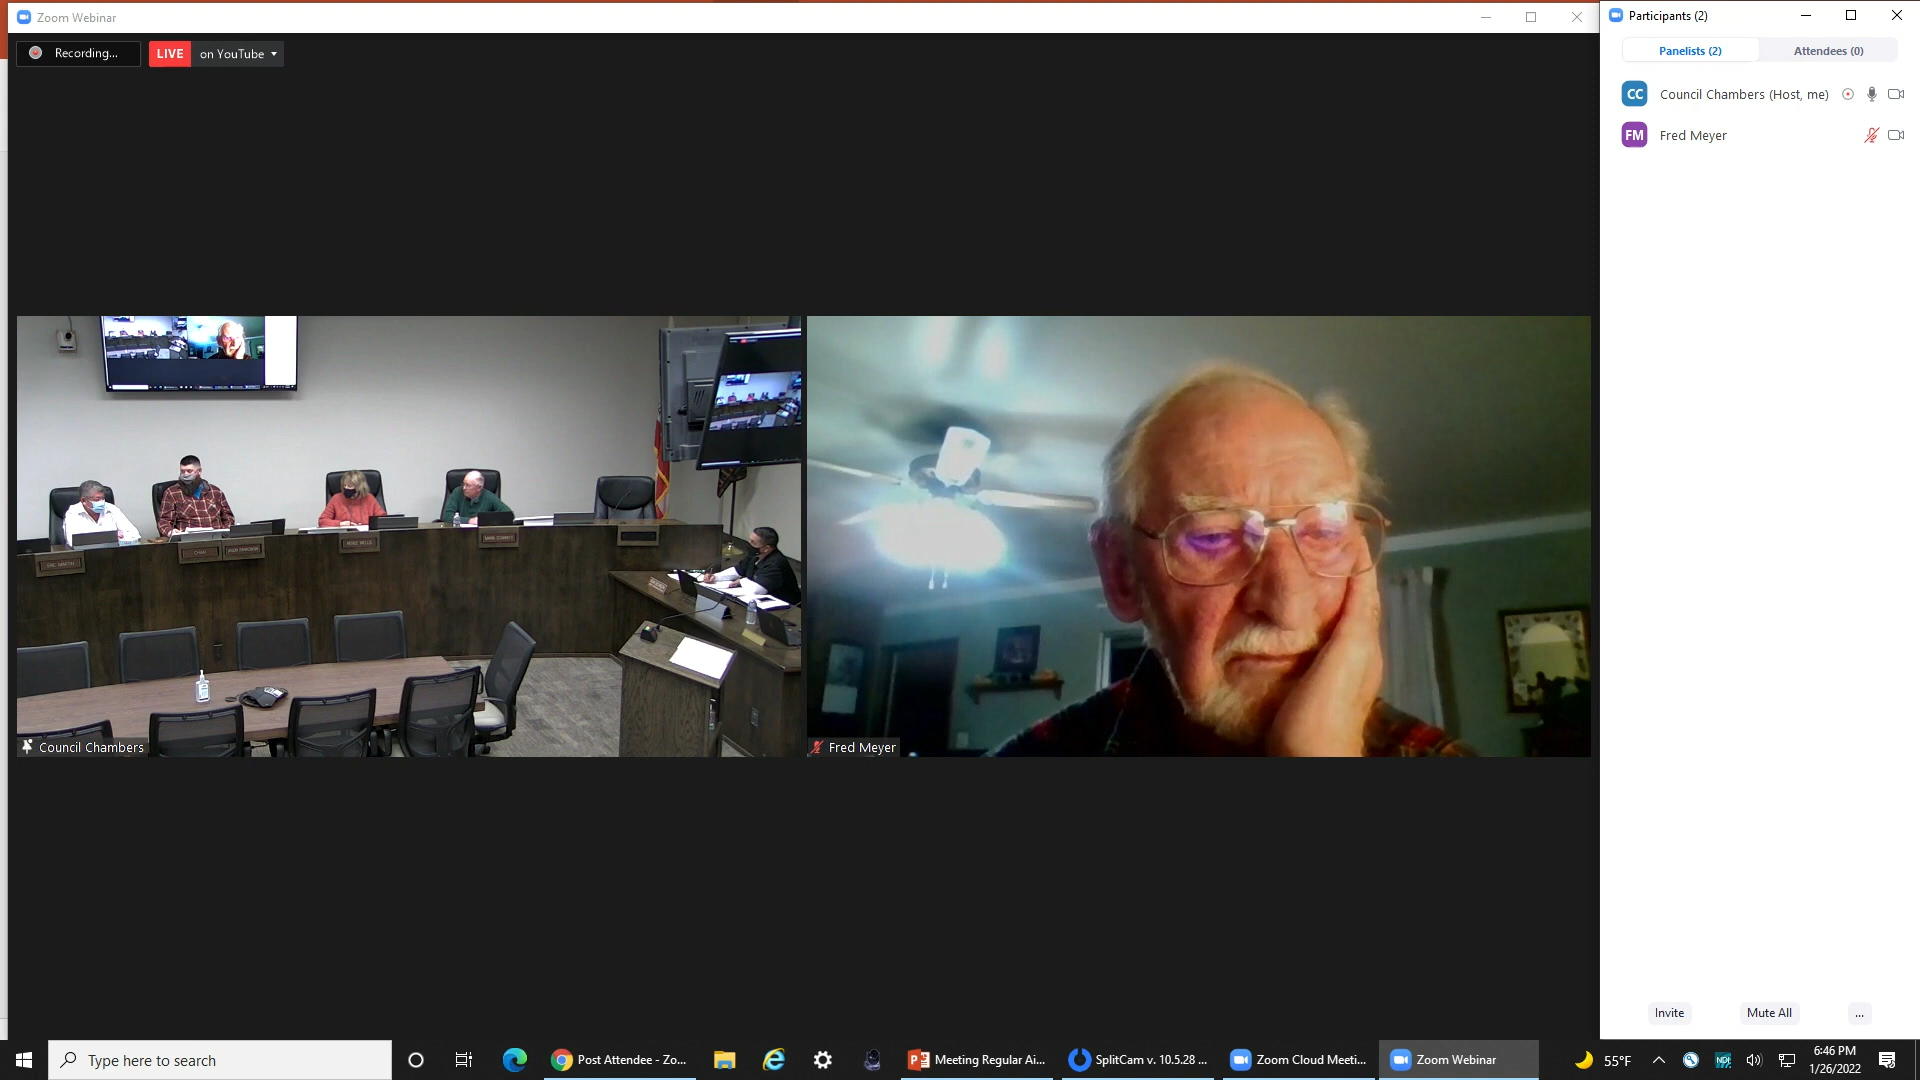 Zoom Webinar
Recording...
LIVE on YouTube
Participants (2)
Panelists (2) Attendees (0)
CC Council Chambers (Host, me)
FM Fred Meyer
CHAIR
Council Chambers
Fred Meyer
Invite Mute All ...
Type here to search
Post Attendee - Zo...
Meeting Regular Ai...
SplitCam v. 10.5.28 ...
Zoom Cloud Meeti...
Zoom Webinar
55°F
6:46 PM
1/26/2022